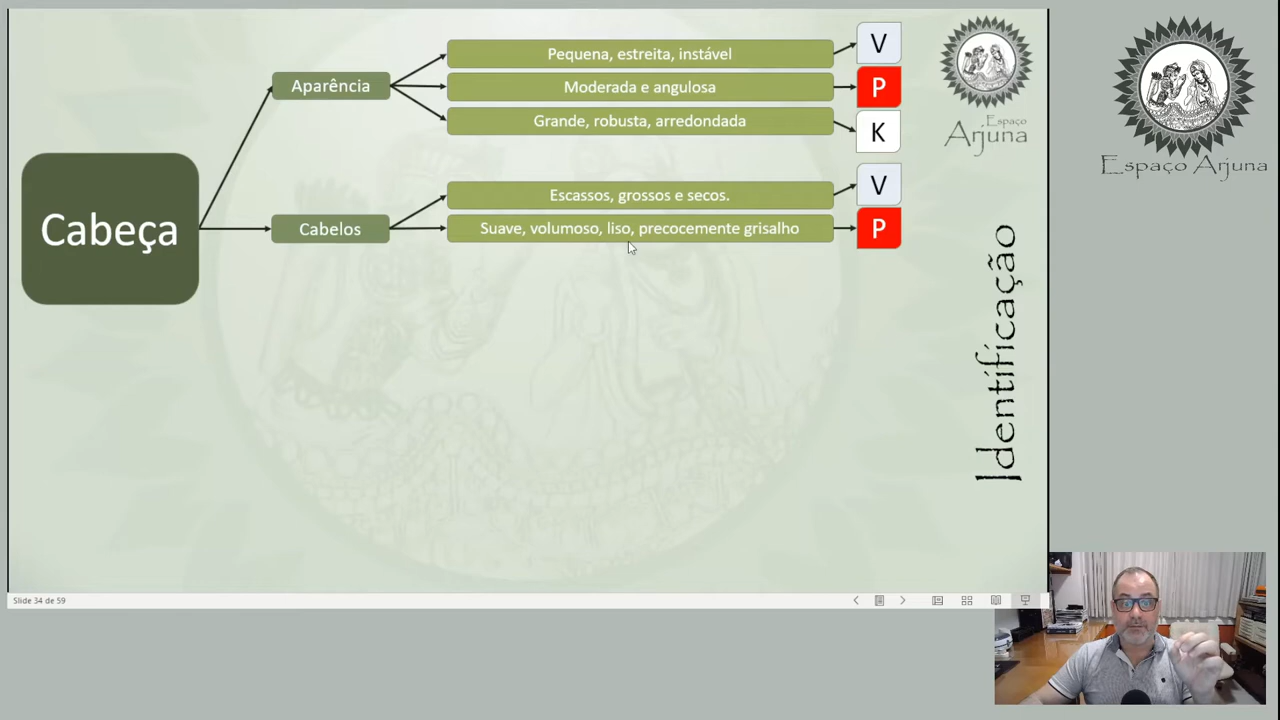 Cabeça
Aparência
Pequena, estreita, instável
V
Moderada e angulosa
P
Grande, robusta, arredondada
K
Cabelos
Escassos, grossos e secos.
V
Suave, volumoso, liso, precocemente grisalho
P
Espaço
Arjuna
Identificação
Espaço Arjuna
Slide 34 de 59